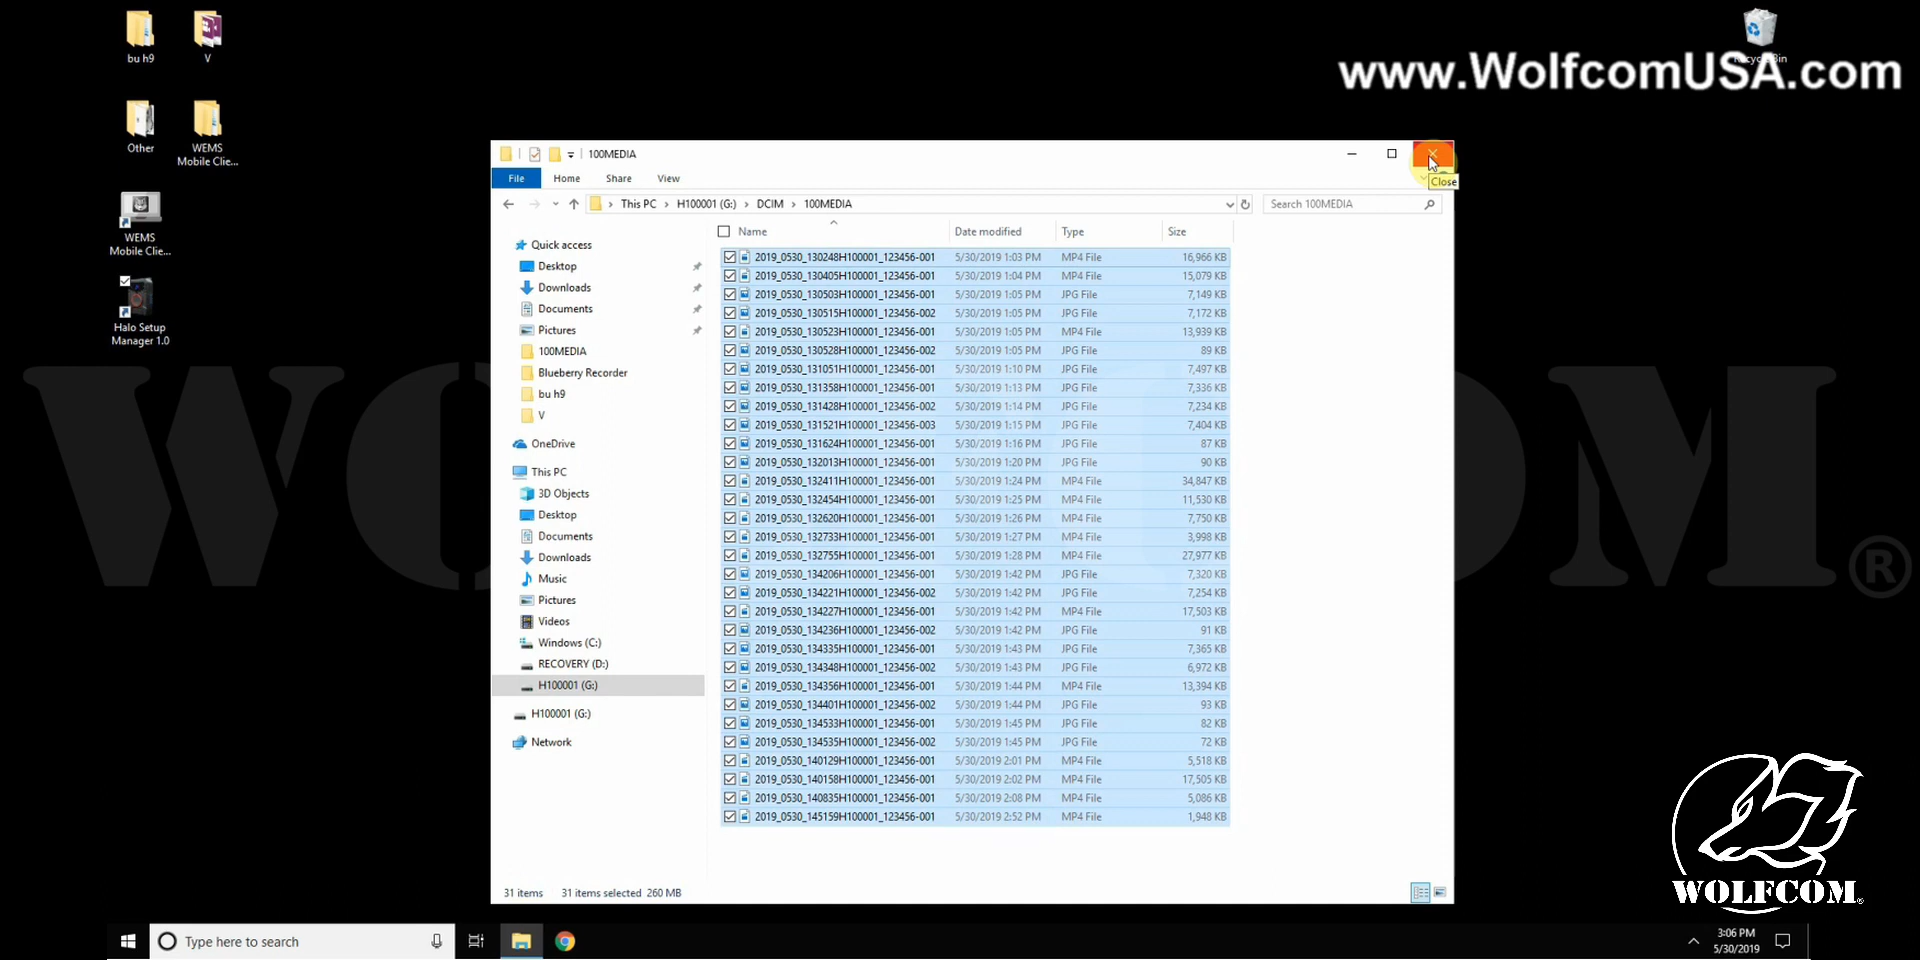 bu h9
V
Other
WEMS
Mobile Clie...
WEMS
Mobile Clie...
Halo Setup
Manager 1.0
www.WolfcomUSA.com
100MEDIA
Close
File Home Share View
This PC H100001 (G:) DCIM 100MEDIA
Search 100MEDIA
Quick access
Desktop
Downloads
Documents
Pictures
100MEDIA
Blueberry Recorder
bu h9
V
OneDrive
This PC
3D Objects
Desktop
Documents
Downloads
Music
Pictures
Videos
Windows (C:)
RECOVERY (D:)
H100001 (G:)
H100001 (G:)
Network
Name Date modified Type Size
2019_0530_130248H100001_123456-001 5/30/2019 1:03 PM MP4 File 16,966 KB
2019_0530_130405H100001_123456-001 5/30/2019 1:04 PM MP4 File 15,079 KB
2019_0530_130503H100001_123456-001 5/30/2019 1:05 PM JPG File 7,149 KB
2019_0530_130515H100001_123456-002 5/30/2019 1:05 PM JPG File 7,172 KB
2019_0530_130523H100001_123456-001 5/30/2019 1:05 PM MP4 File 13,939 KB
2019_0530_130528H100001_123456-002 5/30/2019 1:05 PM JPG File 89 KB
2019_0530_131051H100001_123456-001 5/30/2019 1:10 PM JPG File 7,497 KB
2019_0530_131358H100001_123456-001 5/30/2019 1:13 PM JPG File 7,336 KB
2019_0530_131428H100001_123456-002 5/30/2019 1:14 PM JPG File 7,234 KB
2019_0530_131521H100001_123456-003 5/30/2019 1:15 PM JPG File 7,404 KB
2019_0530_131624H100001_123456-001 5/30/2019 1:16 PM JPG File 87 KB
2019_0530_132013H100001_123456-001 5/30/2019 1:20 PM JPG File 90 KB
2019_0530_132411H100001_123456-001 5/30/2019 1:24 PM MP4 File 34,847 KB
2019_0530_132454H100001_123456-001 5/30/2019 1:25 PM MP4 File 11,530 KB
2019_0530_132620H100001_123456-001 5/30/2019 1:26 PM MP4 File 7,750 KB
2019_0530_132733H100001_123456-001 5/30/2019 1:27 PM MP4 File 3,998 KB
2019_0530_132755H100001_123456-001 5/30/2019 1:28 PM MP4 File 27,977 KB
2019_0530_134206H100001_123456-001 5/30/2019 1:42 PM JPG File 7,320 KB
2019_0530_134221H100001_123456-002 5/30/2019 1:42 PM JPG File 7,254 KB
2019_0530_134227H100001_123456-001 5/30/2019 1:42 PM MP4 File 17,503 KB
2019_0530_134236H100001_123456-002 5/30/2019 1:42 PM JPG File 91 KB
2019_0530_134335H100001_123456-001 5/30/2019 1:43 PM JPG File 7,365 KB
2019_0530_134348H100001_123456-002 5/30/2019 1:43 PM JPG File 6,972 KB
2019_0530_134356H100001_123456-001 5/30/2019 1:44 PM MP4 File 13,394 KB
2019_0530_134401H100001_123456-002 5/30/2019 1:44 PM JPG File 93 KB
2019_0530_134533H100001_123456-001 5/30/2019 1:45 PM JPG File 82 KB
2019_0530_134535H100001_123456-002 5/30/2019 1:45 PM JPG File 72 KB
2019_0530_140129H100001_123456-001 5/30/2019 2:01 PM MP4 File 5,518 KB
2019_0530_140158H100001_123456-001 5/30/2019 2:02 PM MP4 File 17,505 KB
2019_0530_140835H100001_123456-001 5/30/2019 2:08 PM MP4 File 5,086 KB
2019_0530_145159H100001_123456-001 5/30/2019 2:52 PM MP4 File 1,948 KB
31 items 31 items selected 260 MB
WOLFCOM®
Type here to search
3:06 PM
5/30/2019